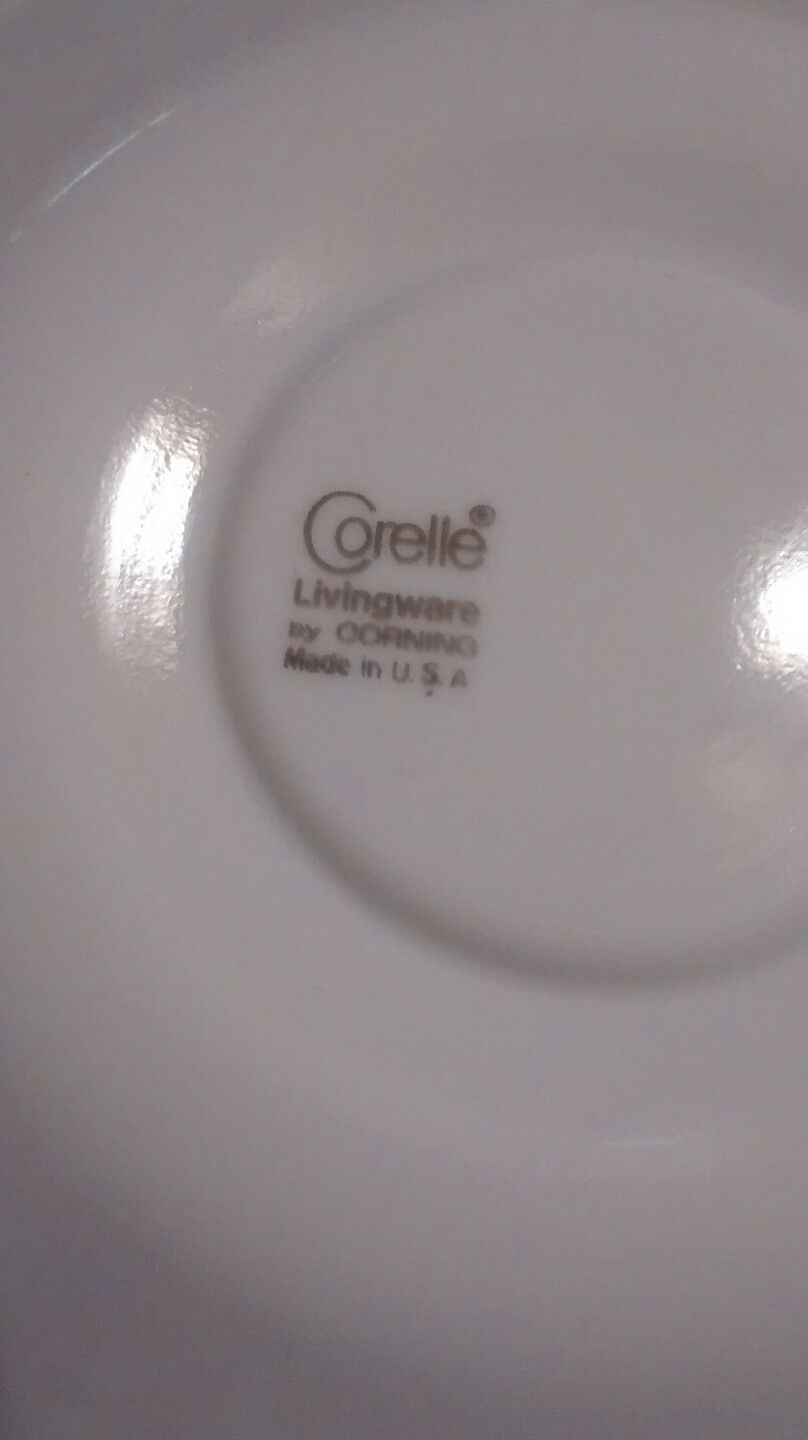 Corelle®
Livingware
by CORNING
Made in U.S.A